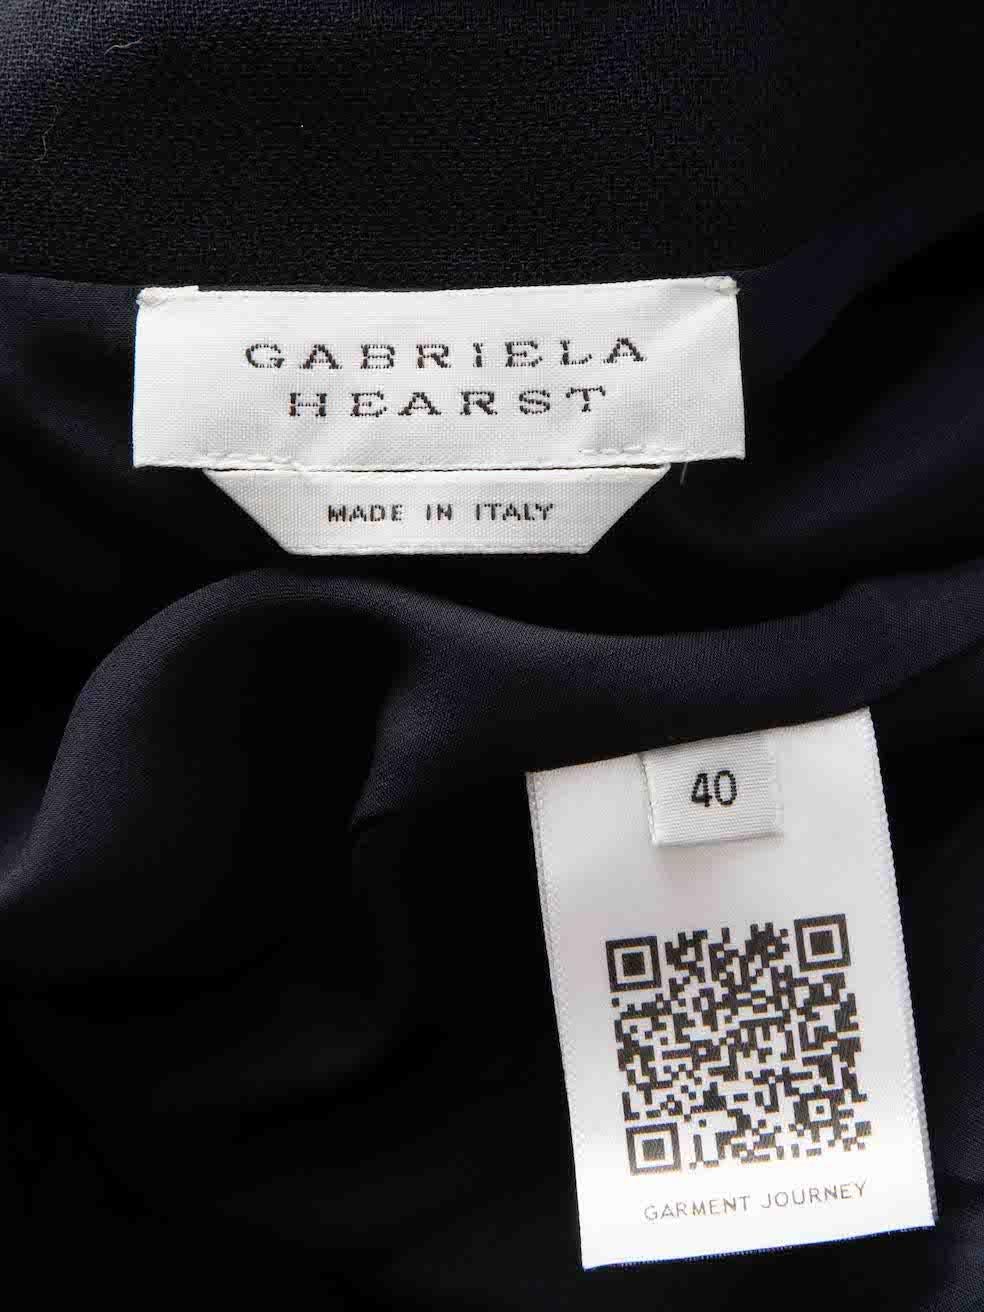 GABRIELA
HEARST
MADE IN ITALY
40
GARMENT JOURNEY